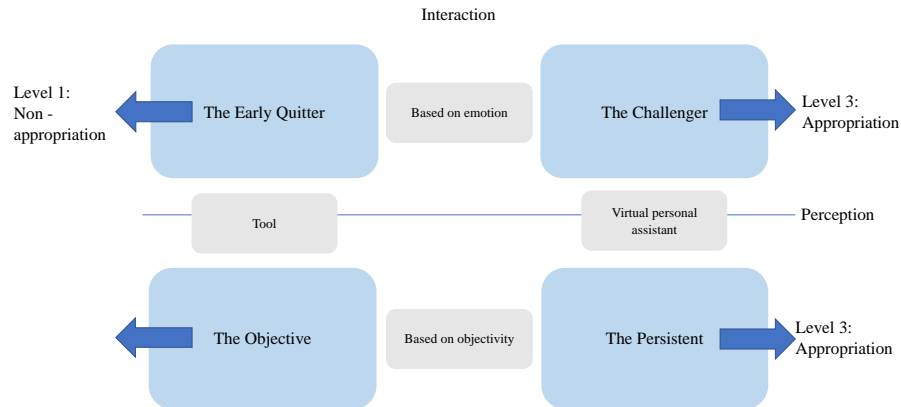 Interaction
Level 1:
Non -
appropriation
The Early Quitter
Based on emotion
The Challenger
Level 3:
Appropriation
Tool
Virtual personal
assistant
Perception
The Objective
Based on objectivity
The Persistent
Level 3:
Appropriation